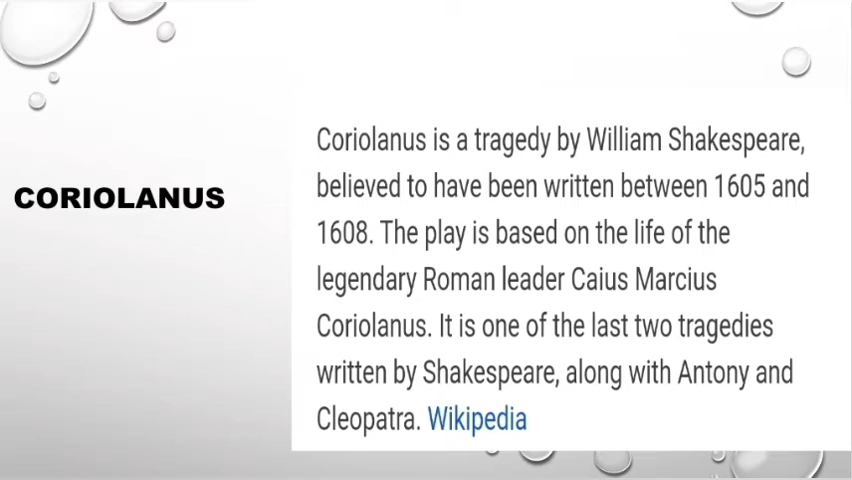 CORIOLANUS
Coriolanus is a tragedy by William Shakespeare,
believed to have been written between 1605 and
1608. The play is based on the life of the
legendary Roman leader Caius Marcius
Coriolanus. It is one of the last two tragedies
written by Shakespeare, along with Antony and
Cleopatra. Wikipedia